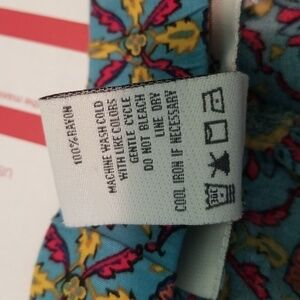 100% RAYON
MACHINE WASH COLD
WITH LIKE COLORS
GENTLE CYCLE
DO NOT BLEACH
LINE DRY
COOL IRON IF NECESSARY